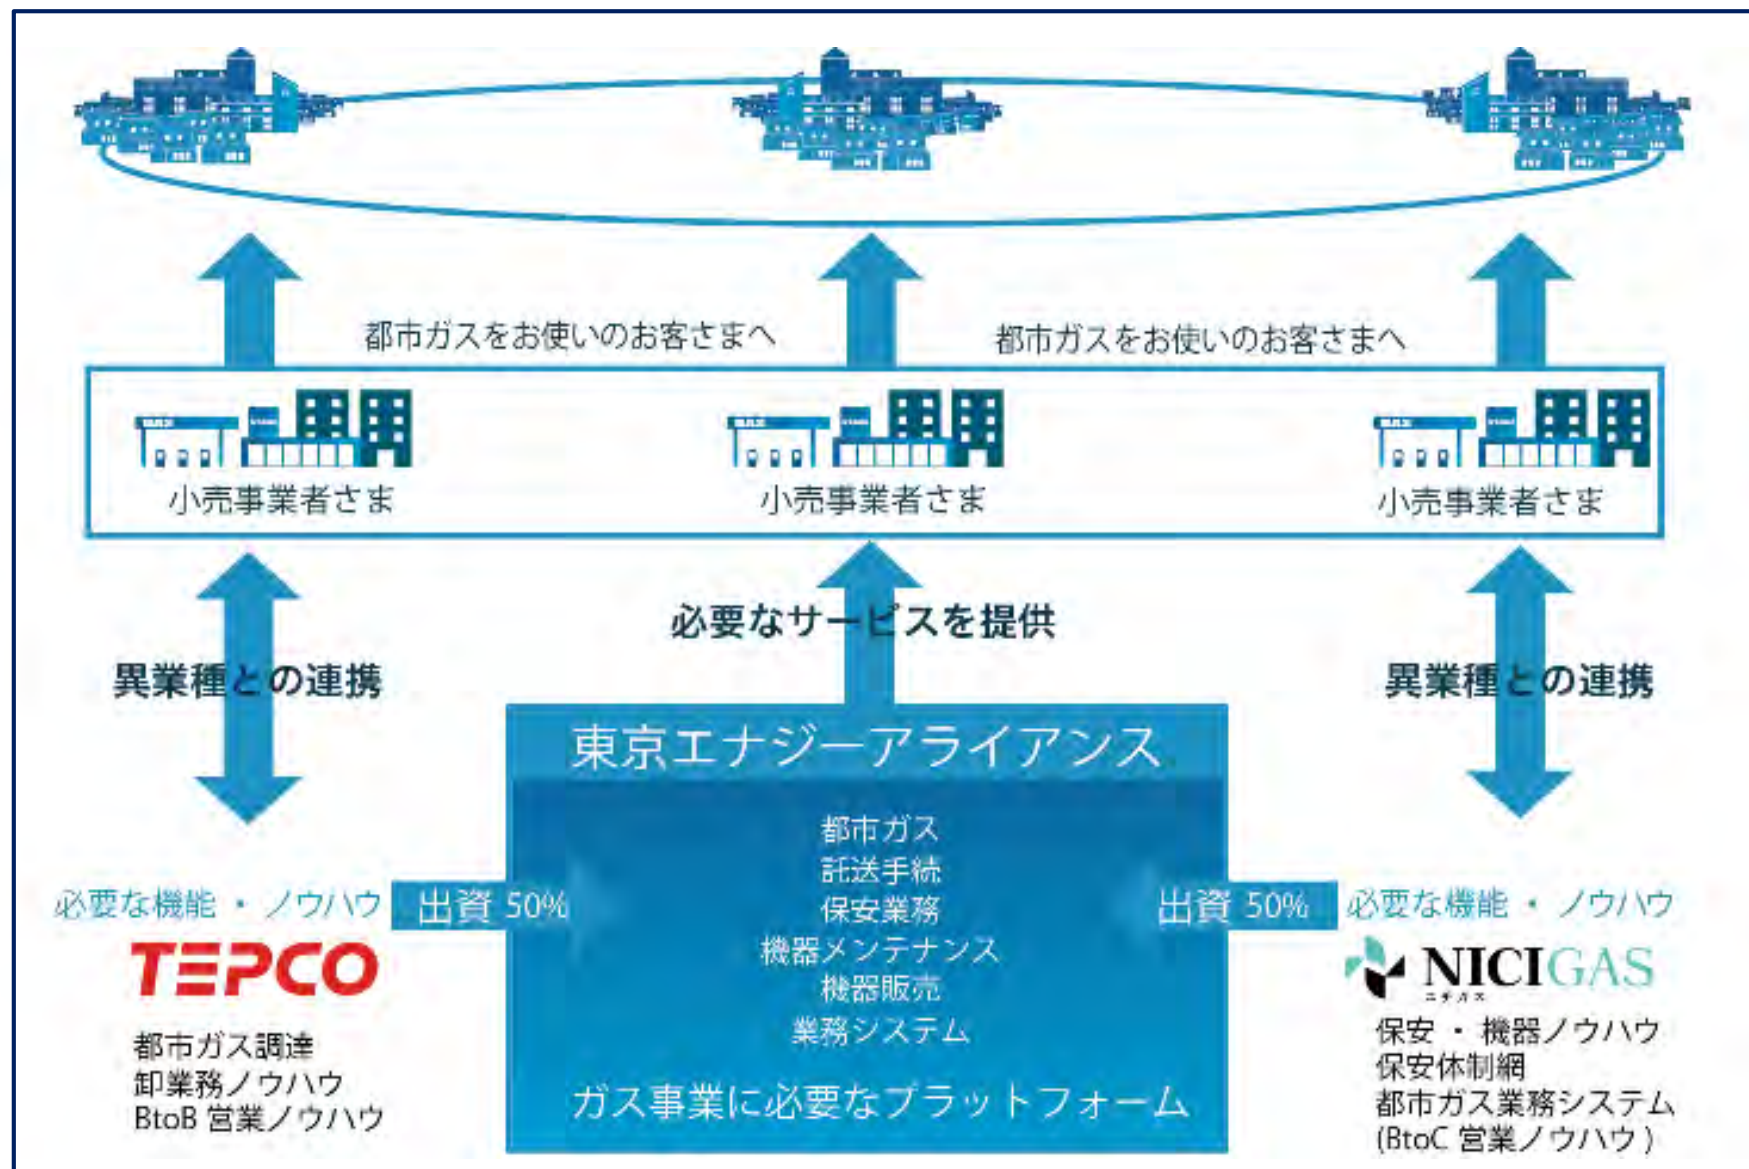 都市ガスをお使いのお客さまへ
都市ガスをお使いのお客さまへ
小売事業者さま
小売事業者さま
小売事業者さま
必要なサービスを提供
異業種との連携
異業種との連携
東京エナジーアライアンス
都市ガス
託送手続
保安業務
機器メンテナンス
機器販売
業務システム
ガス事業に必要なプラットフォーム
必要な機能・ノウハウ
出資 50%
TEPCO
都市ガス調達
卸業務ノウハウ
BtoB 営業ノウハウ
出資 50%
必要な機能・ノウハウ
NICIGAS
ニチガス
保安・機器ノウハウ
保安体制網
都市ガス業務システム
(BtoC 営業ノウハウ)